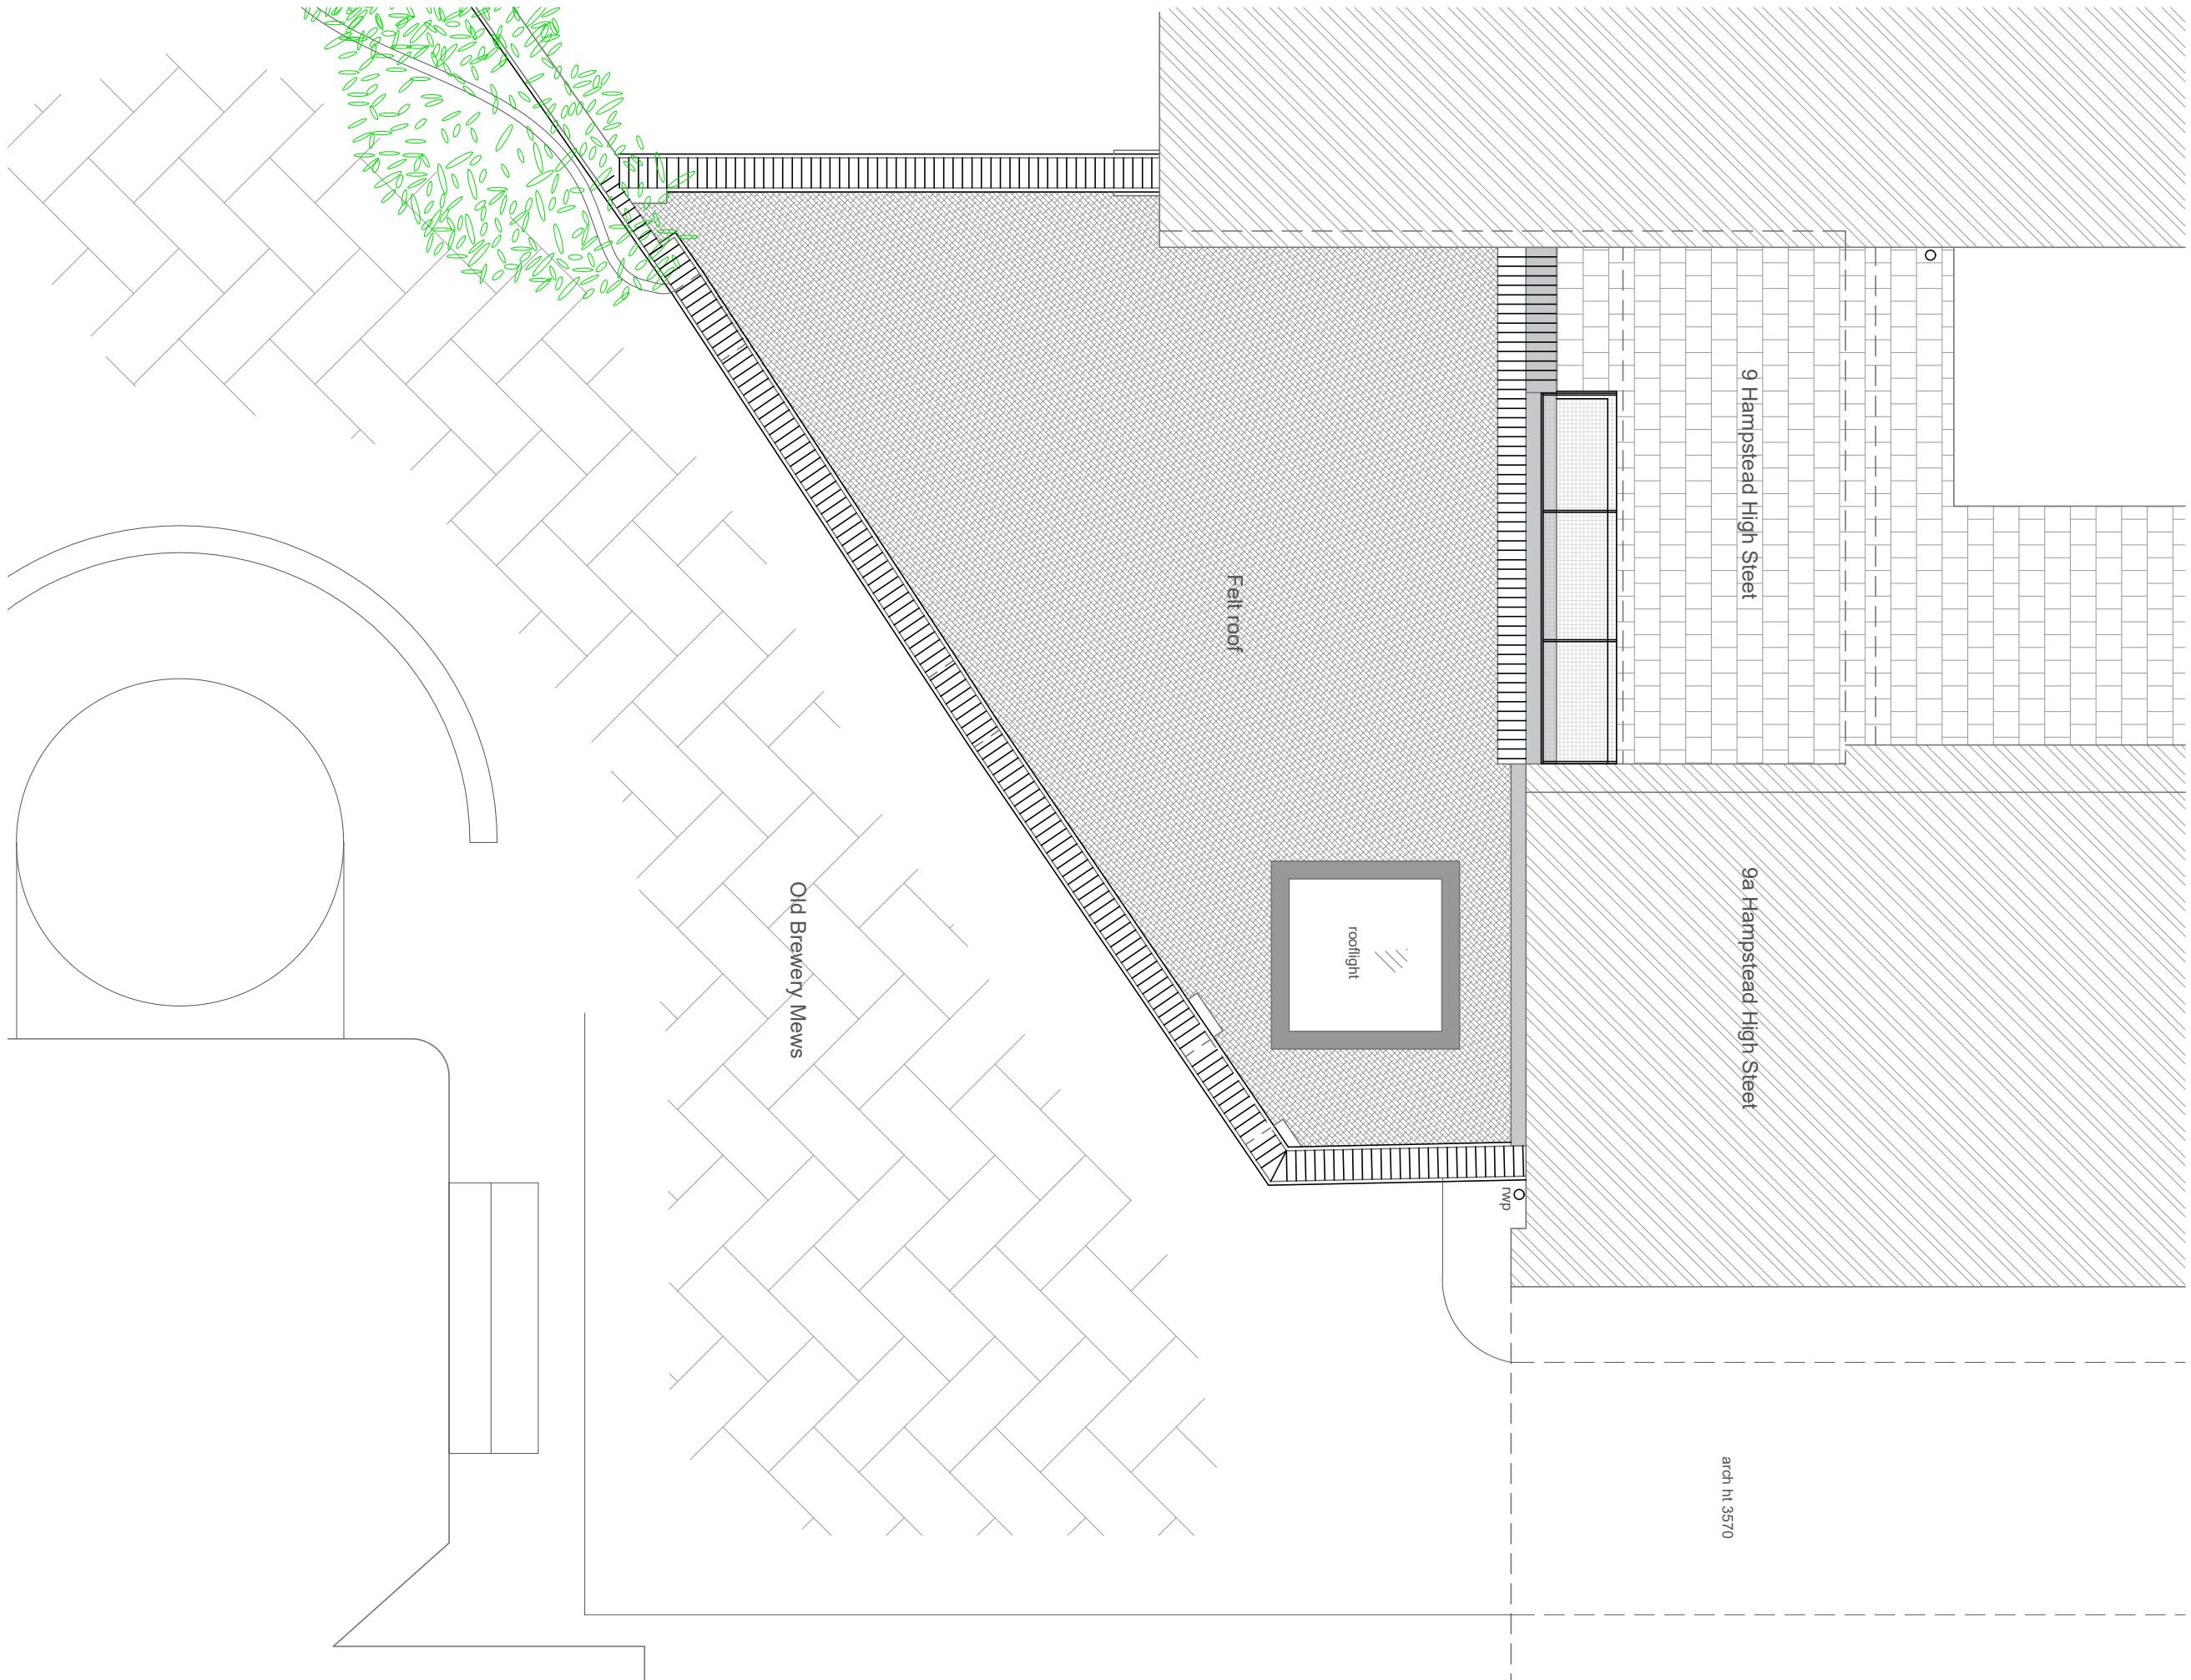 9 Hampstead High Steet
9a Hampstead High Steet
arch ht 3570
Felt roof
rooflight
rwp
Old Brewery Mews